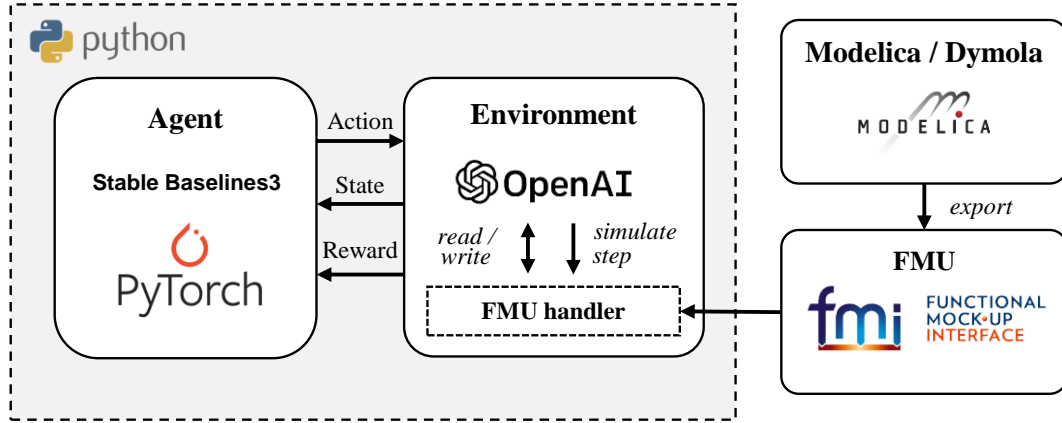 python
Agent
Stable Baselines3
PyTorch
Action
State
Reward
Environment
OpenAI
read /
write
simulate
step
FMU handler
Modelica / Dymola
MODELICA
export
FMU
fmi
FUNCTIONAL
MOCK-UP
INTERFACE